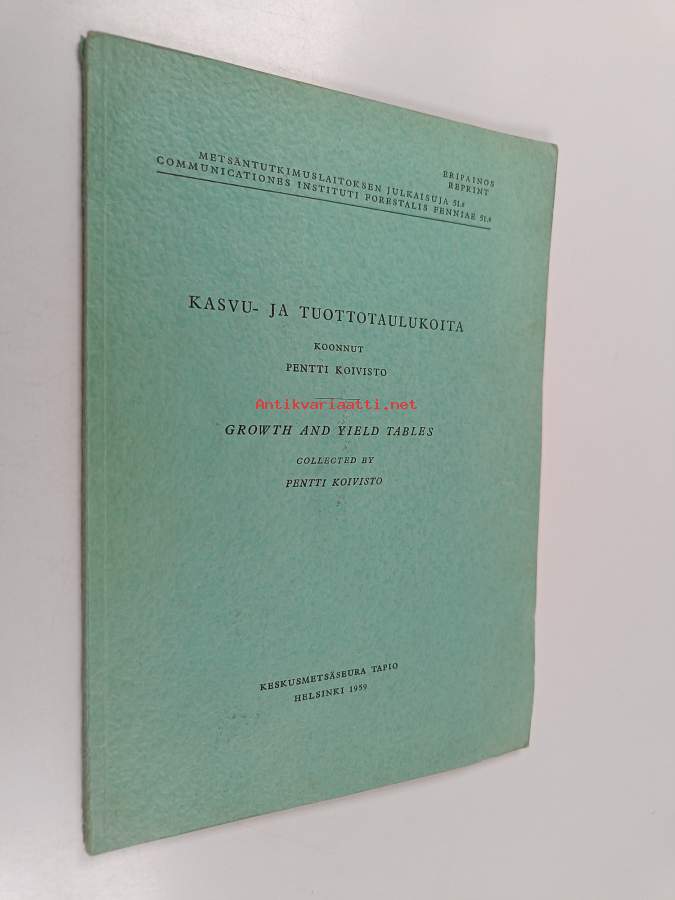 ERIPAINOS
REPRINT
METSÄNTUTKIMUSLAITOKSEN JULKAISUJA 51.8
COMMUNICATIONES INSTITUTI FORESTALIS FENNIAE 51.8
KASVU- JA TUOTTOTAULUKOITA
KOONNUT
PENTTI KOIVISTO
Antikvariaatti.net
GROWTH AND YIELD TABLES
COLLECTED BY
PENTTI KOIVISTO
KESKUSMETSÄSEURA TAPIO
HELSINKI 1959